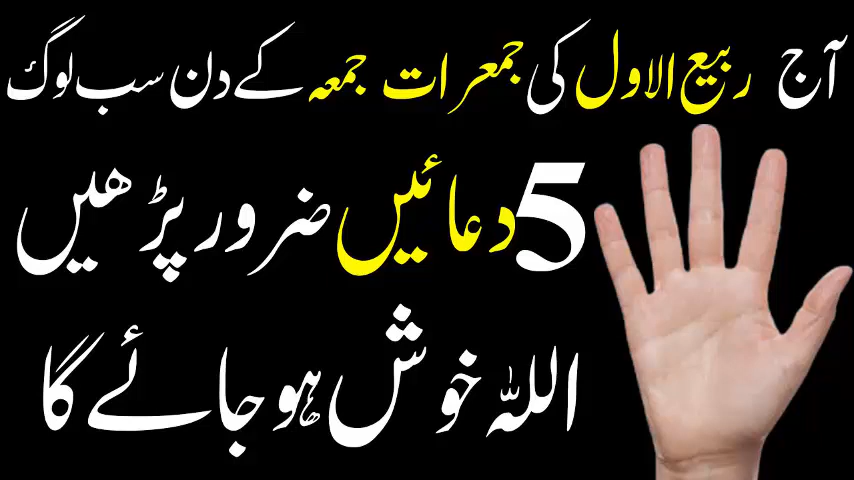 آج ربیع الاول کی جمعرات جمعہ کے دن سب لوگ
5 دعائیں ضرور پڑھیں
اللہ خوش ہو جائے گا